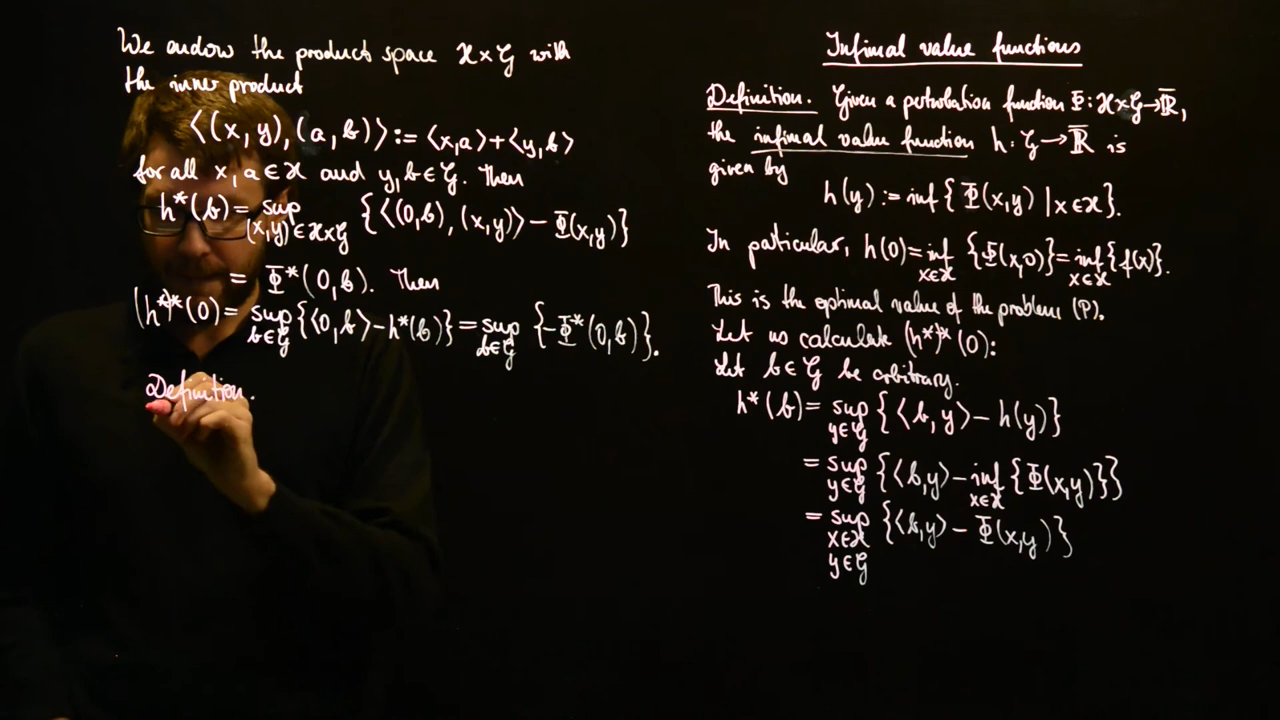 We endow the product space ℋ×𝒢 with
the inner product
⟨(x,y),(a,b)⟩:=⟨x,a⟩+⟨y,b⟩
for all x,a∈ℋ and y,b∈𝒢. Then
h*(b)= sup {⟨(0,b),(x,y)⟩−Φ(x,y)}
(x,y)∈ℋ×𝒢
= Φ*(0,b). Then
(h*)*(0)= sup {⟨0,b⟩−h*(b)}= sup {−Φ*(0,b)}.
b∈𝒢 b∈𝒢
Definition.
Infimal value functions
Definition. Given a perturbation function Φ:ℋ×𝒢→ℝ̅,
the infimal value function h:𝒢→ℝ̅ is
given by
h(y):=inf{Φ(x,y)|x∈ℋ}.
In particular, h(0)=inf {Φ(x,0)}=inf {f(x)}.
x∈ℋ x∈ℋ
This is the optimal value of the problem (P).
Let us calculate (h*)*(0):
Let b∈𝒢 be arbitrary.
h*(b)= sup {⟨b,y⟩−h(y)}
y∈𝒢
= sup {⟨b,y⟩−inf {Φ(x,y)}}
y∈𝒢 x∈ℋ
= sup {⟨b,y⟩−Φ(x,y)}
x∈ℋ
y∈𝒢